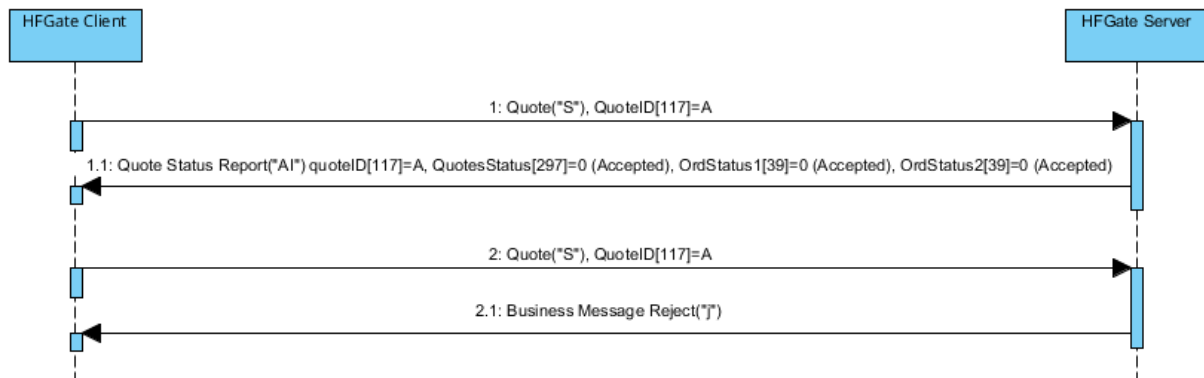 HFGate Client
HFGate Server
1: Quote("S"), QuoteID[117]=A
1.1: Quote Status Report("AI") quoteID[117]=A, QuotesStatus[297]=0 (Accepted), OrdStatus1[39]=0 (Accepted), OrdStatus2[39]=0 (Accepted)
2: Quote("S"), QuoteID[117]=A
2.1: Business Message Reject("j")